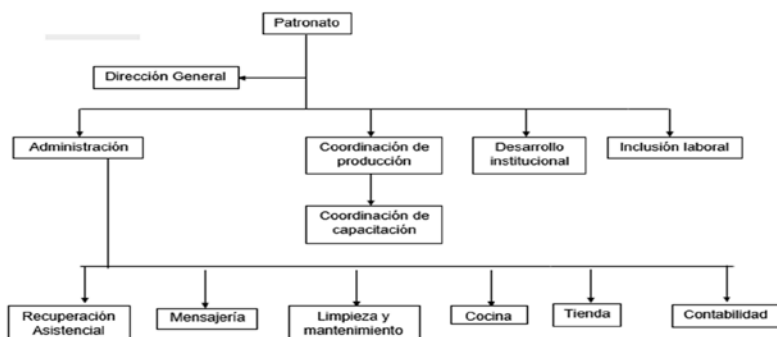 Patronato
Dirección General
Administración
Coordinación de
producción
Desarrollo
institucional
Inclusión laboral
Coordinación de
capacitación
Recuperación
Asistencial
Mensajería
Limpieza y
mantenimiento
Cocina
Tienda
Contabilidad